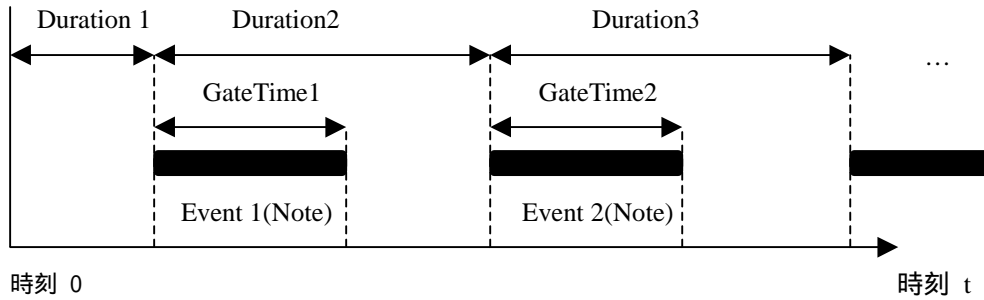 Duration 1 Duration2 Duration3
…
GateTime1 GateTime2
Event 1(Note) Event 2(Note)
時刻 0 時刻 t